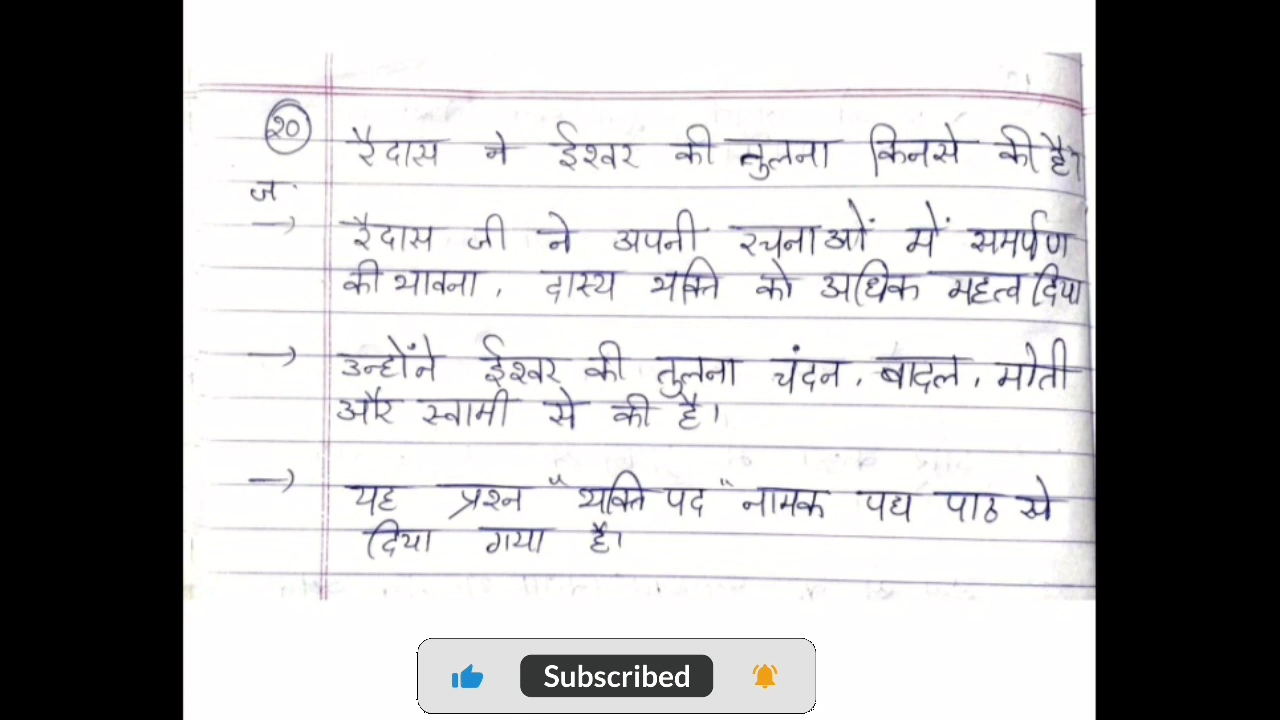 २०
रैदास ने ईश्वर की तुलना किनसे की है?
ज.
→ रैदास जी ने अपनी रचनाओं में समर्पण
की भावना, दास्य भक्ति को अधिक महत्व दिया
→ उन्होंने ईश्वर की तुलना चंदन, बादल, मोती
और स्वामी से की है।
→ यह प्रश्न "भक्ति पद" नामक पद्य पाठ से
दिया गया है।
Subscribed